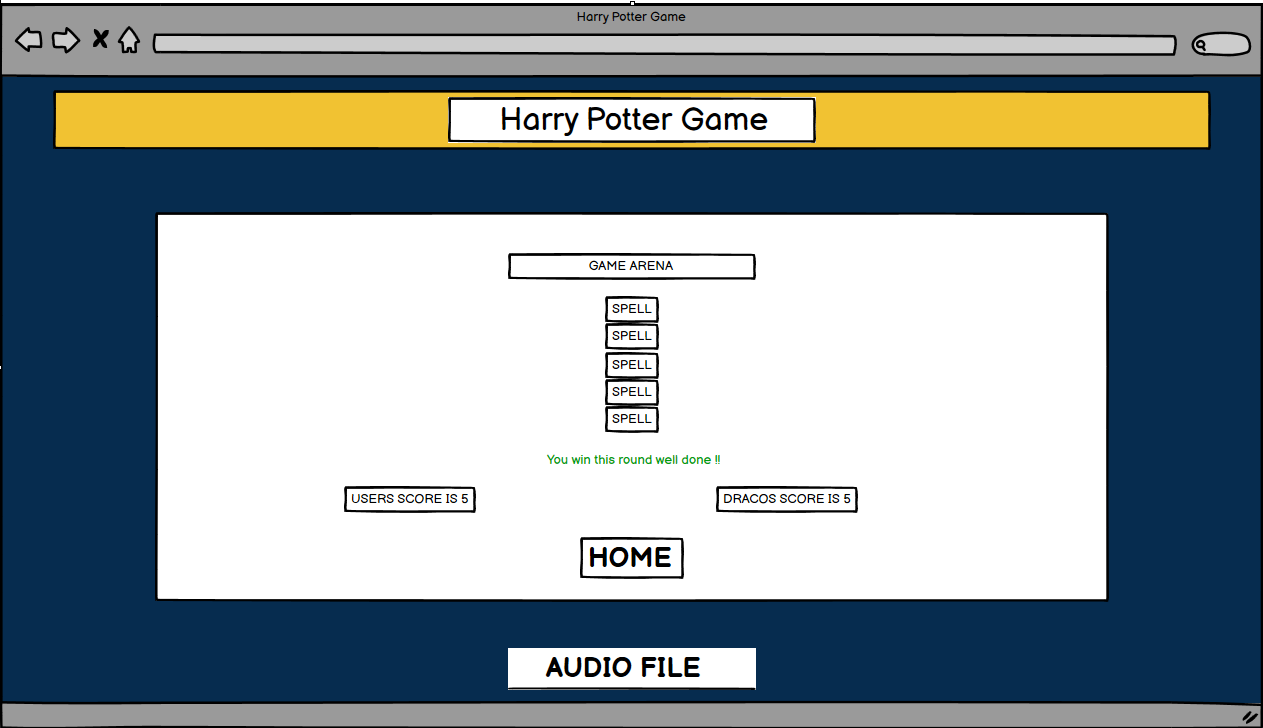 Harry Potter Game
Harry Potter Game
GAME ARENA
SPELL
SPELL
SPELL
SPELL
SPELL
You win this round well done !!
USERS SCORE IS 5 DRACOS SCORE IS 5
HOME
AUDIO FILE